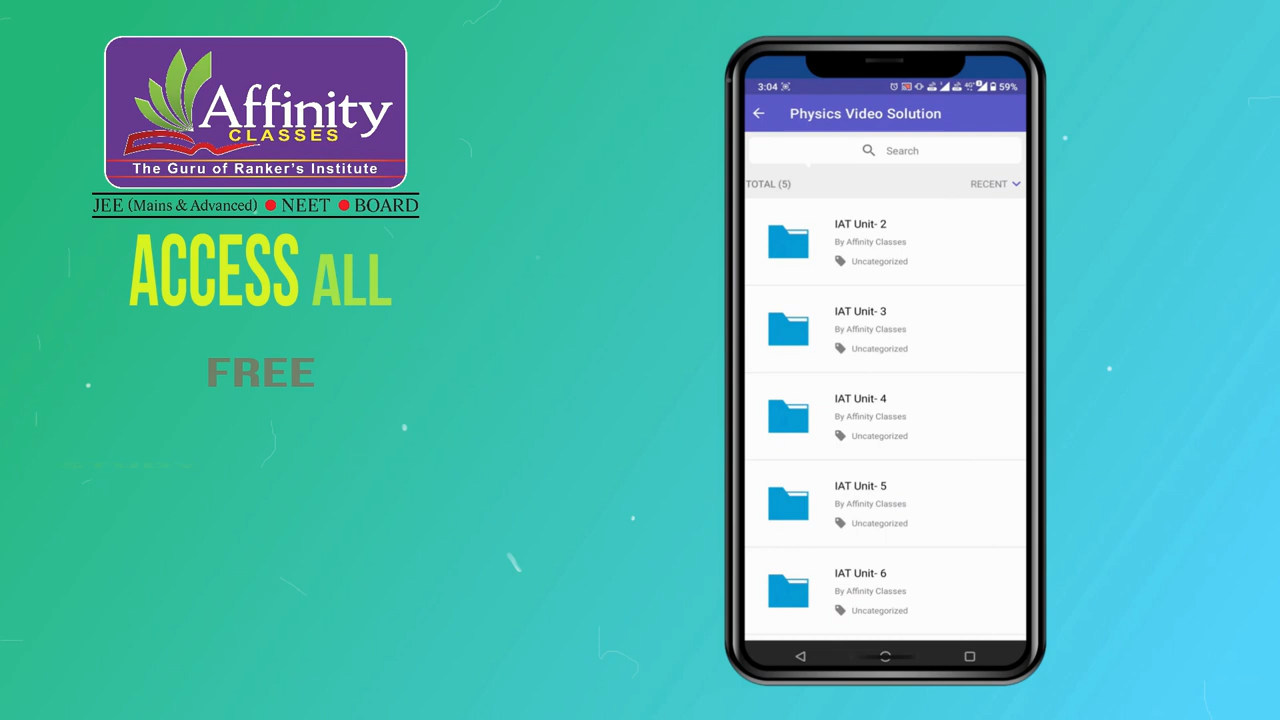 Affinity
CLASSES
The Guru of Ranker's Institute
JEE (Mains & Advanced) ● NEET ● BOARD
ACCESS ALL
FREE
3:04
59%
Physics Video Solution
Search
TOTAL (5)
RECENT
IAT Unit- 2
By Affinity Classes
Uncategorized
IAT Unit- 3
By Affinity Classes
Uncategorized
IAT Unit- 4
By Affinity Classes
Uncategorized
IAT Unit- 5
By Affinity Classes
Uncategorized
IAT Unit- 6
By Affinity Classes
Uncategorized